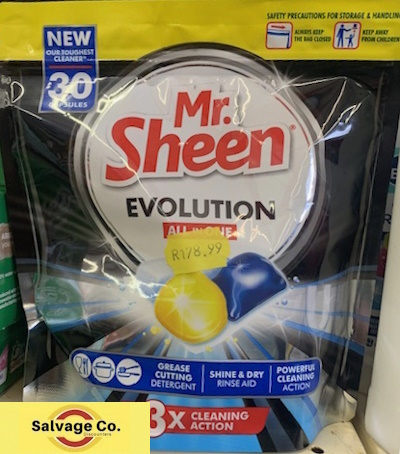 SAFETY PRECAUTIONS FOR STORAGE &
ALWAYS KEEP
THE BAG CLOSED
KEEP AWAY
FROM CHILDREN
NEW
OUR TOUGHEST
CLEANER
30
Mr.
Sheen
EVOLUTION
ALL IN ONE
R178.99
GREASE
CUTTING
DETERGENT
SHINE & DRY
RINSE AID
POWERFUL
CLEANING
ACTION
3X CLEANING
ACTION
Salvage Co.